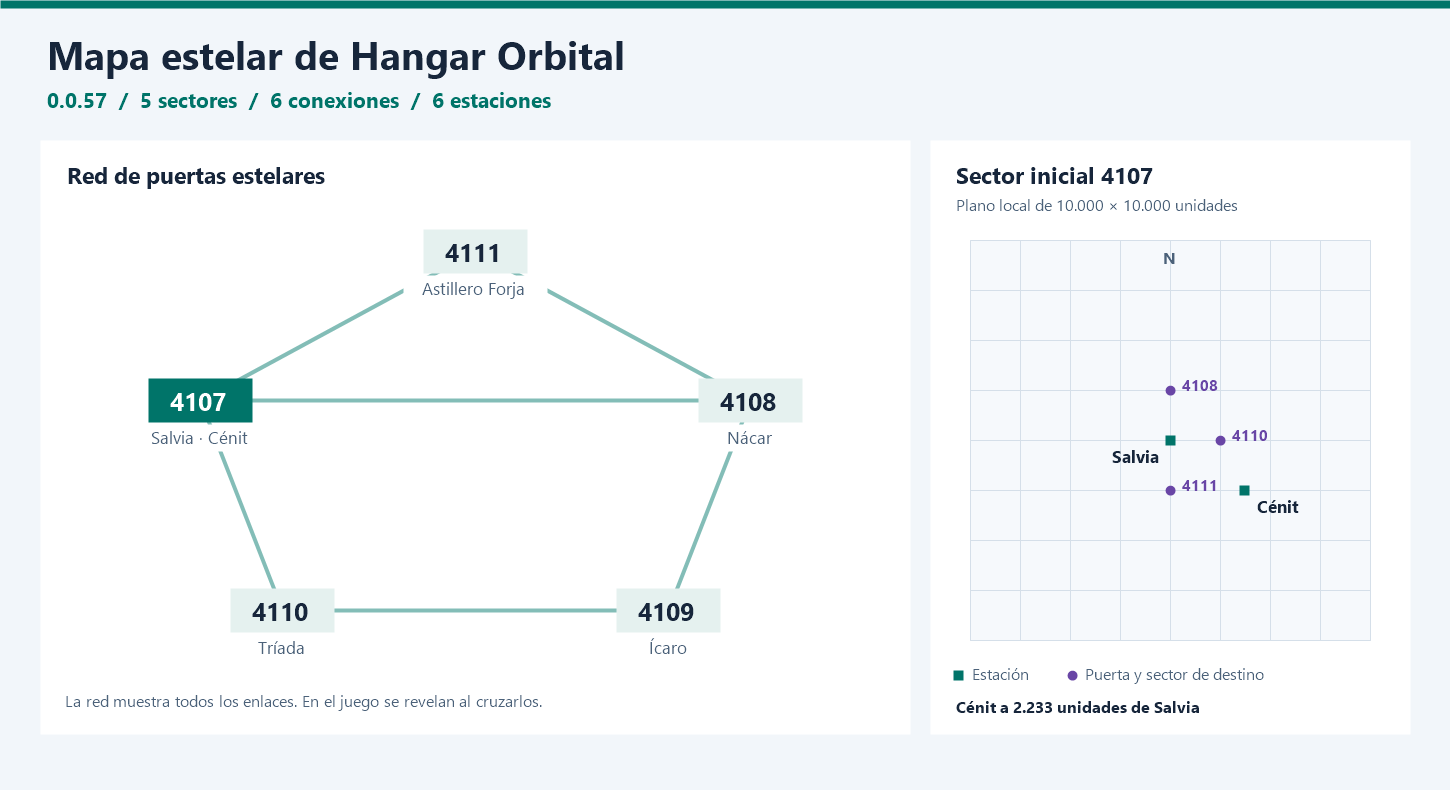 Mapa estelar de Hangar Orbital
0.0.57 / 5 sectores / 6 conexiones / 6 estaciones
Red de puertas estelares
4111
Astillero Forja
4107
Salvia · Cénit
4108
Nácar
4110
Tríada
4109
Ícaro
La red muestra todos los enlaces. En el juego se revelan al cruzarlos.
Sector inicial 4107
Plano local de 10.000 × 10.000 unidades
N
4108
4110
Salvia
4111
Cénit
Estación
Puerta y sector de destino
Cénit a 2.233 unidades de Salvia